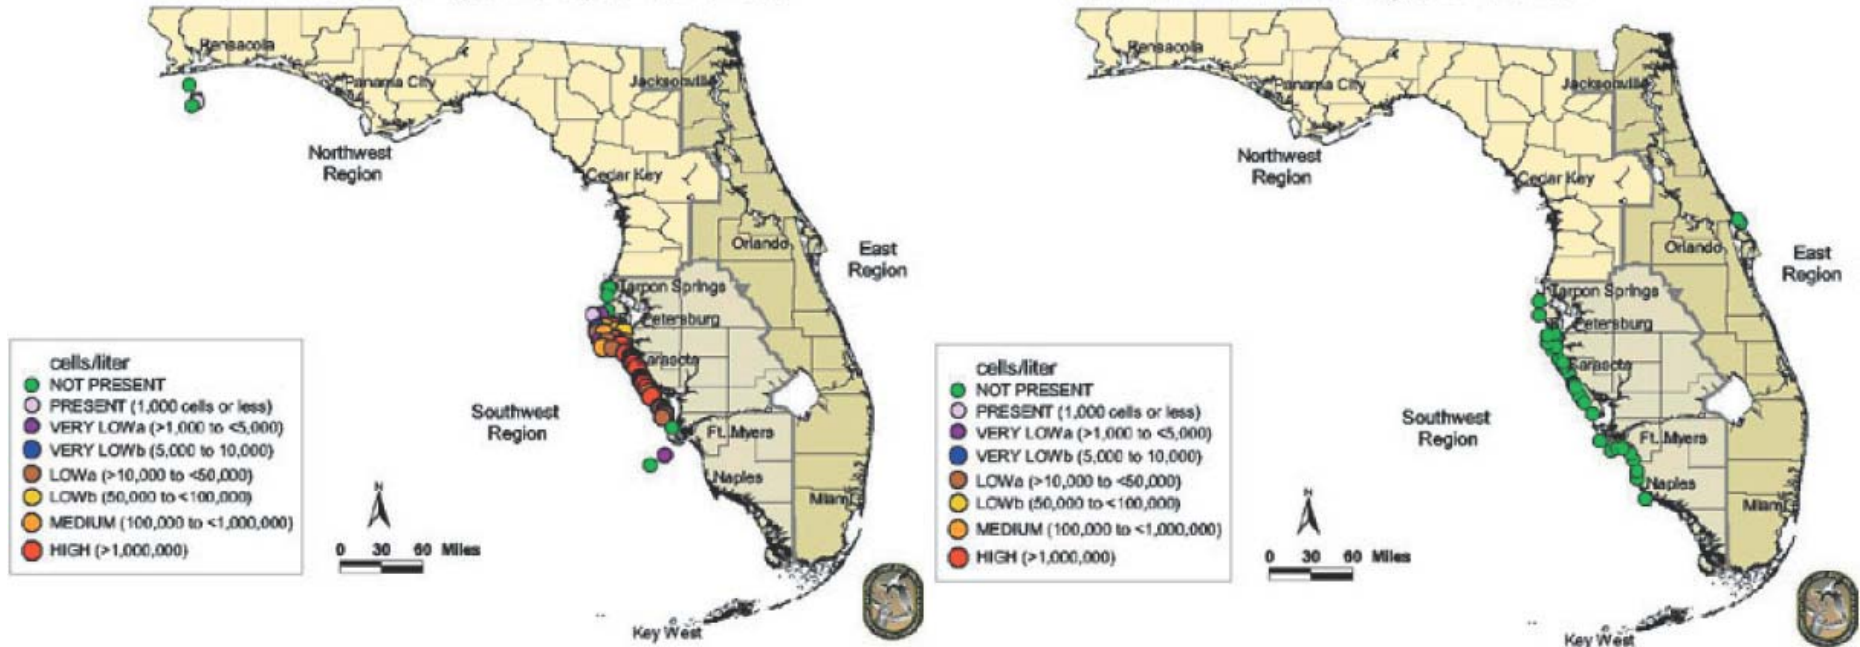 Pensacola
Panama City
Jacksonville
Northwest
Region
Cedar Key
Orlando
East
Region
Tarpon Springs
Petersburg
Sarasota
Southwest
Region
Ft. Myers
Naples
Miami
Key West
cells/liter
NOT PRESENT
PRESENT (1,000 cells or less)
VERY LOWa (>1,000 to <5,000)
VERY LOWb (5,000 to 10,000)
LOWa (>10,000 to <50,000)
LOWb (50,000 to <100,000)
MEDIUM (100,000 to <1,000,000)
HIGH (>1,000,000)
N
0 30 60 Miles
Pensacola
Panama City
Jacksonville
Northwest
Region
Cedar Key
Orlando
East
Region
Tarpon Springs
Petersburg
Sarasota
Southwest
Region
Ft. Myers
Naples
Miami
Key West
cells/liter
NOT PRESENT
PRESENT (1,000 cells or less)
VERY LOWa (>1,000 to <5,000)
VERY LOWb (5,000 to 10,000)
LOWa (>10,000 to <50,000)
LOWb (50,000 to <100,000)
MEDIUM (100,000 to <1,000,000)
HIGH (>1,000,000)
N
0 30 60 Miles